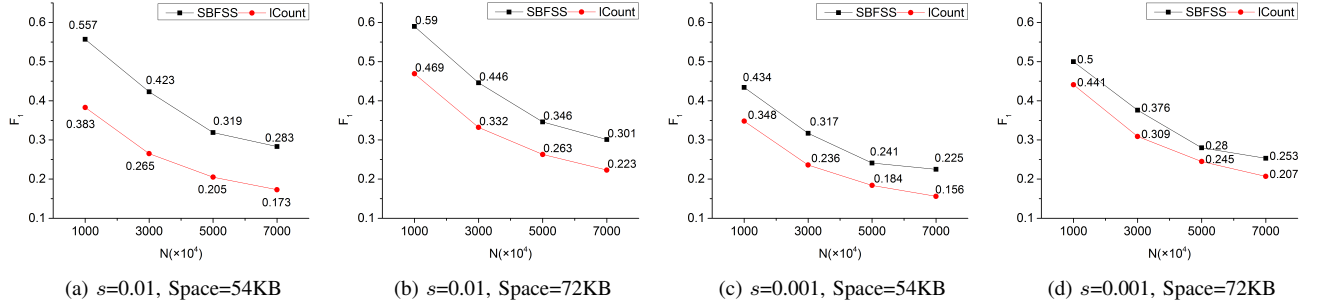 SBFSS ICount
0.6
0.5
0.4
0.3
0.2
0.1
F1
0.557
0.423
0.319
0.283
0.383
0.265
0.205
0.173
1000 3000 5000 7000
N(×10⁴)
(a) s=0.01, Space=54KB
SBFSS ICount
0.6
0.5
0.4
0.3
0.2
0.1
F1
0.59
0.446
0.346
0.301
0.469
0.332
0.263
0.223
1000 3000 5000 7000
N(×10⁴)
(b) s=0.01, Space=72KB
SBFSS ICount
0.6
0.5
0.4
0.3
0.2
0.1
F1
0.434
0.317
0.241
0.225
0.348
0.236
0.184
0.156
1000 3000 5000 7000
N(×10⁴)
(c) s=0.001, Space=54KB
SBFSS ICount
0.6
0.5
0.4
0.3
0.2
0.1
F1
0.5
0.376
0.28
0.253
0.441
0.309
0.245
0.207
1000 3000 5000 7000
N(×10⁴)
(d) s=0.001, Space=72KB